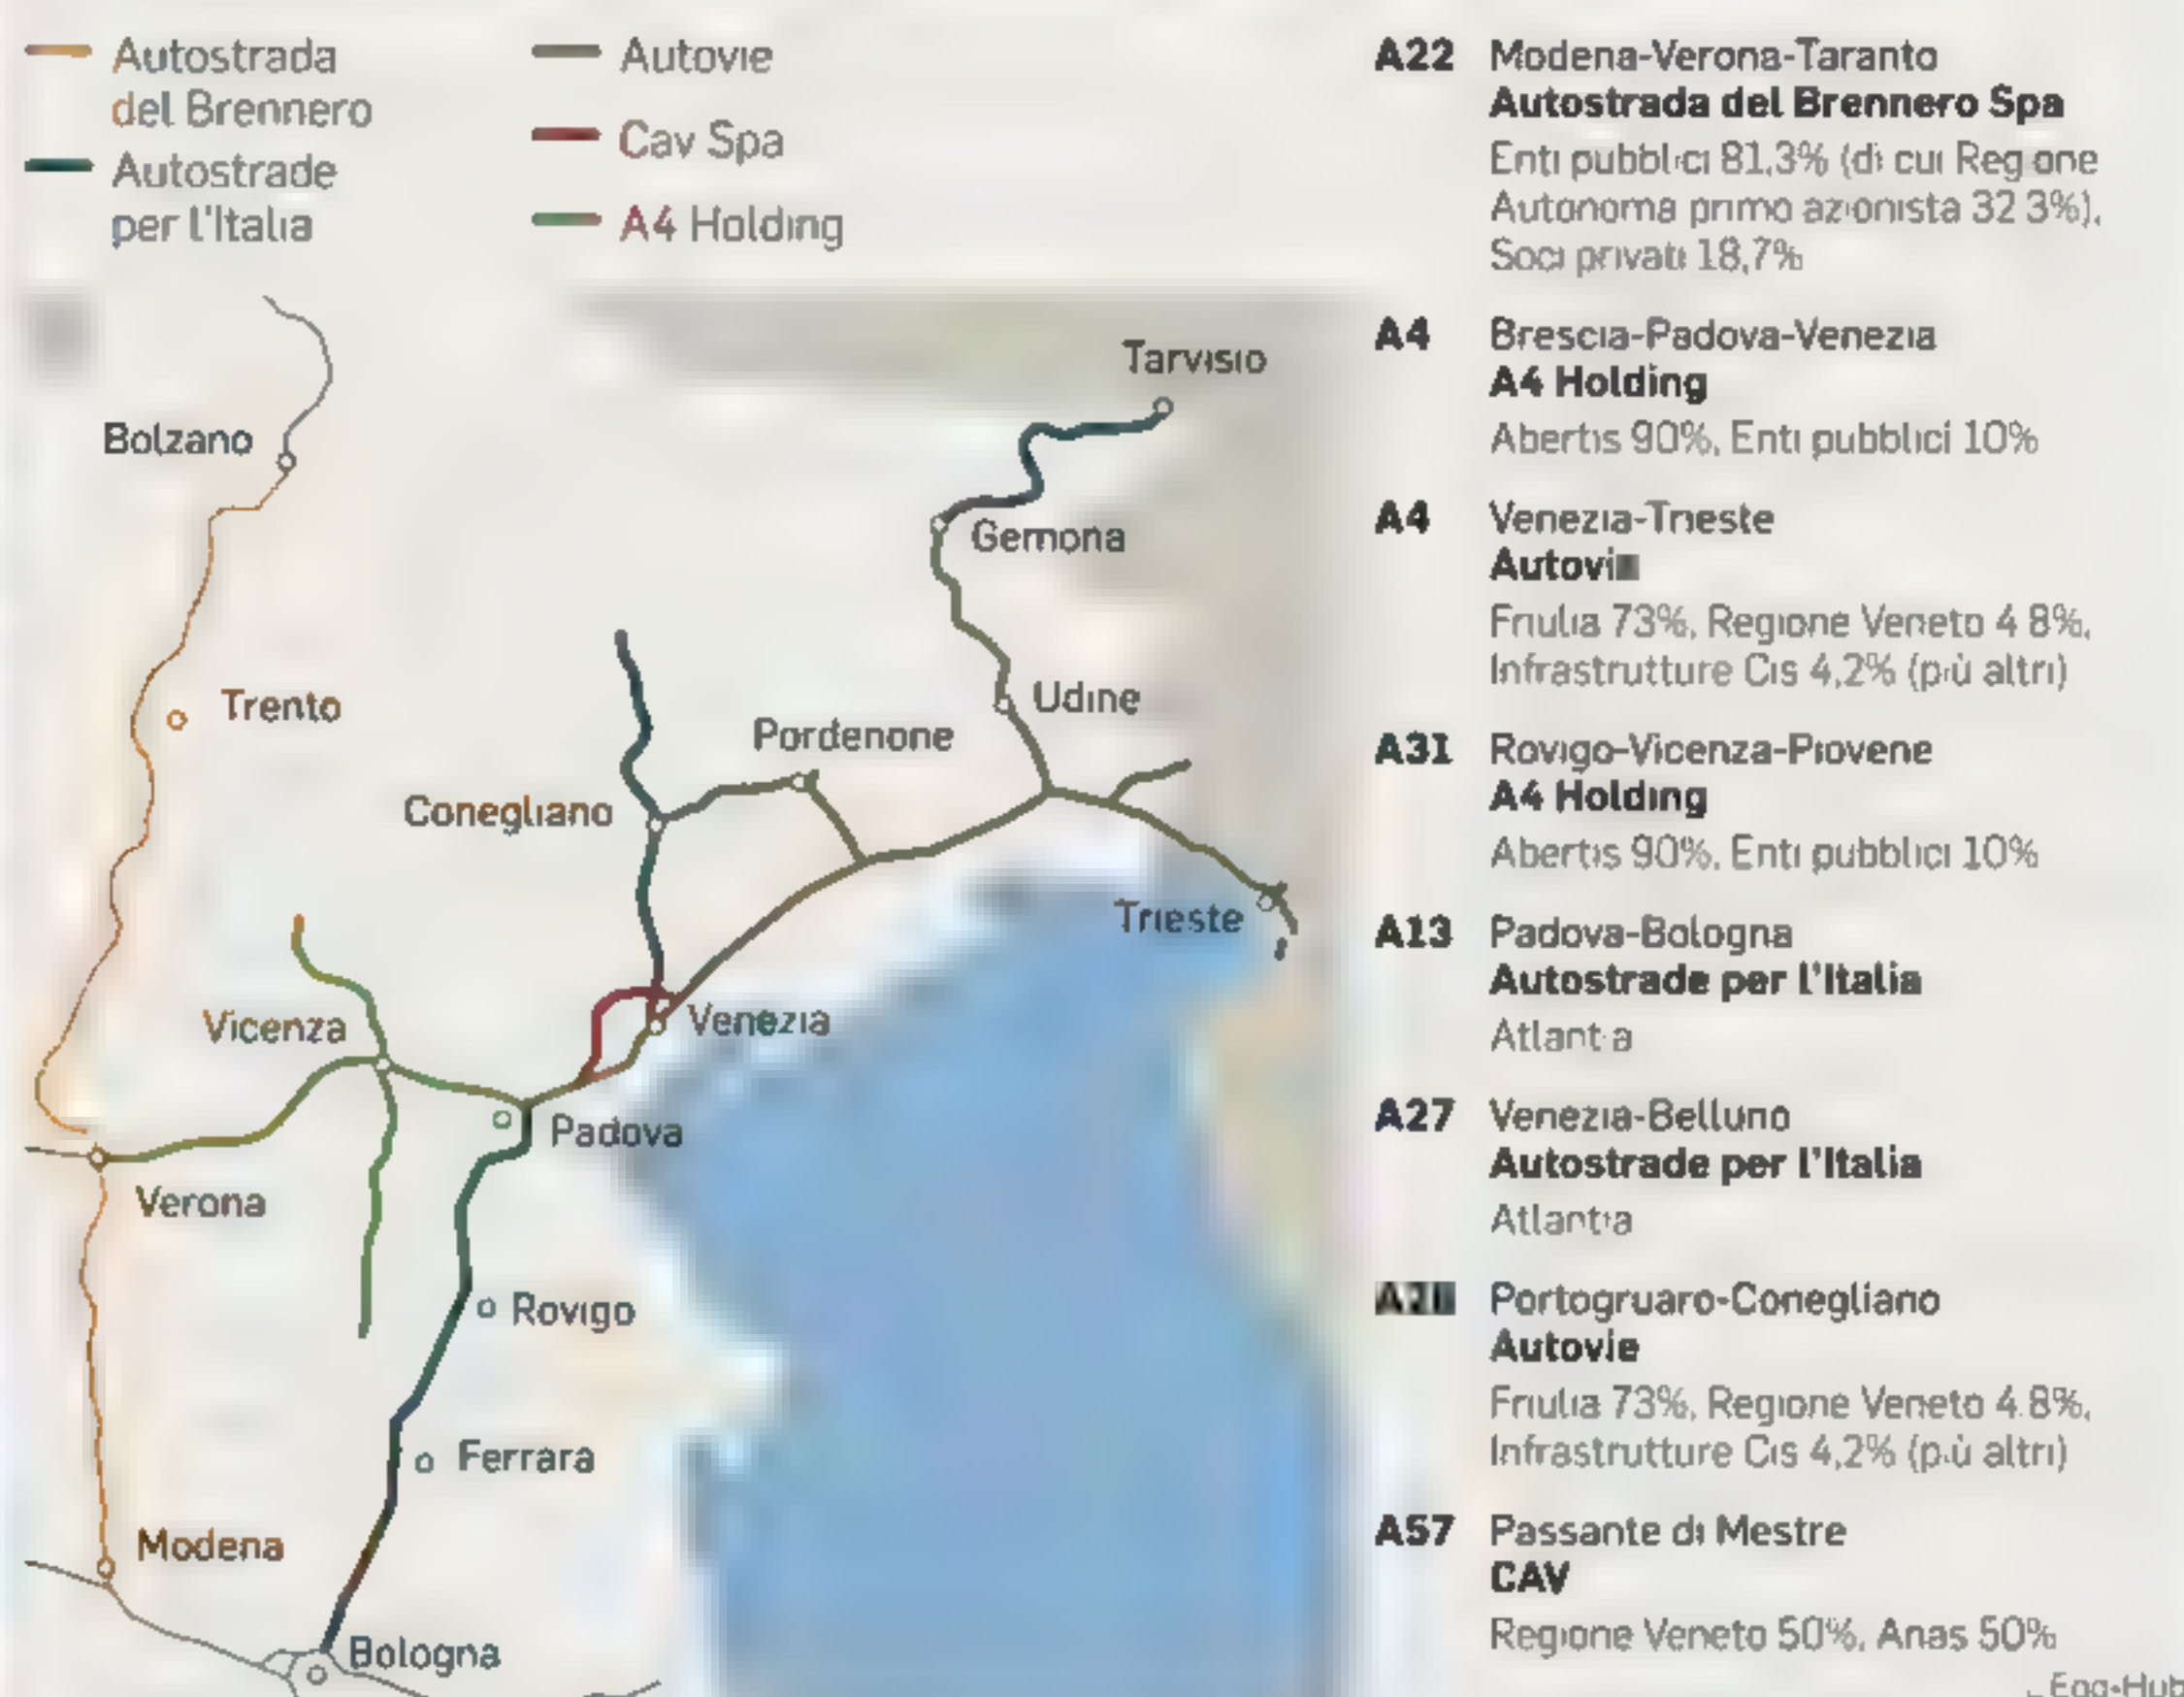 Autostrada
del Brennero
Autostrade
per l'Italia
Autovie
Cav Spa
A4 Holding
Bolzano
Trento
Tarvisio
Gemona
Udine
Pordenone
Conegliano
Trieste
Vicenza
Venezia
Padova
Verona
Rovigo
Ferrara
Modena
Bologna
A22 Modena-Verona-Taranto
Autostrada del Brennero Spa
Enti pubblici 81,3% (di cui Regione
Autonoma primo azionista 32,3%),
Soci privati 18,7%
A4 Brescia-Padova-Venezia
A4 Holding
Abertis 90%, Enti pubblici 10%
A4 Venezia-Trieste
Friulia 73%, Regione Veneto 4,8%,
Infrastrutture Cis 4,2% (più altri)
A31 Rovigo-Vicenza-Piovene
A4 Holding
Abertis 90%, Enti pubblici 10%
A13 Padova-Bologna
Autostrade per l'Italia
Atlantia
A27 Venezia-Belluno
Autostrade per l'Italia
Atlantia
Portogruaro-Conegliano
Autovie
Friulia 73%, Regione Veneto 4,8%,
Infrastrutture Cis 4,2% (più altri)
A57 Passante di Mestre
CAV
Regione Veneto 50%, Anas 50%
Egg-Hub